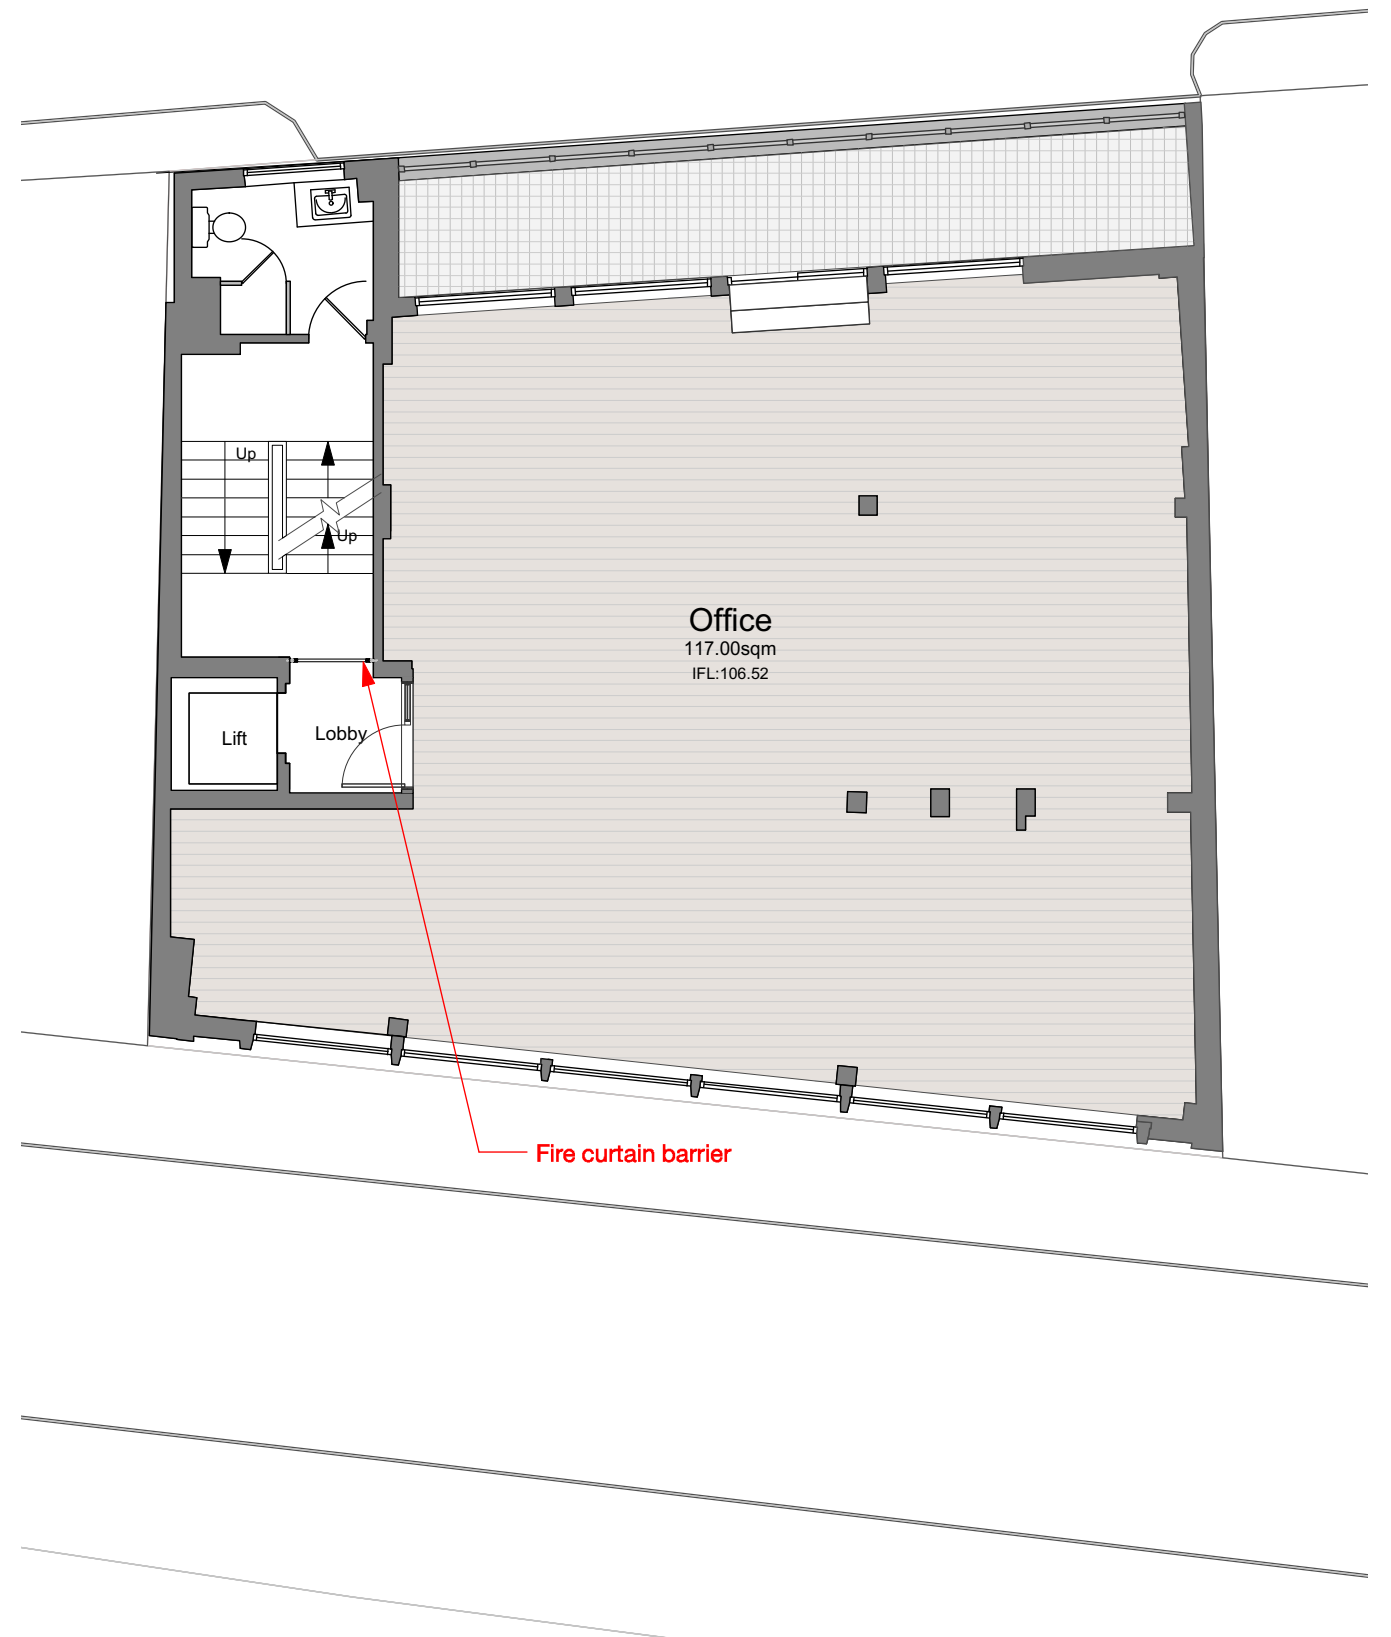 Up
Up
Office
117.00sqm
IFL:106.52
Lift
Lobby
Fire curtain barrier